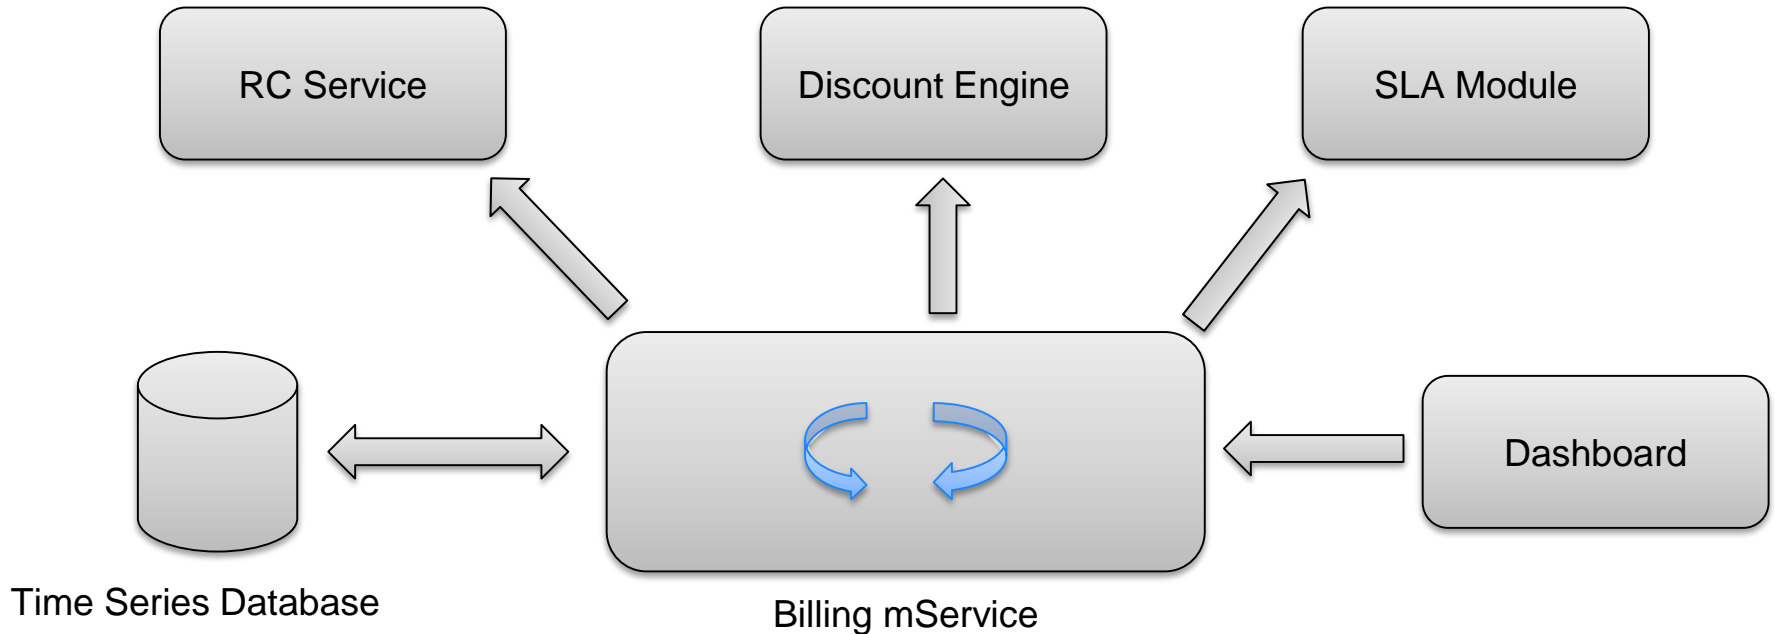 RC Service
Discount Engine
SLA Module
Dashboard
Time Series Database
Billing mService